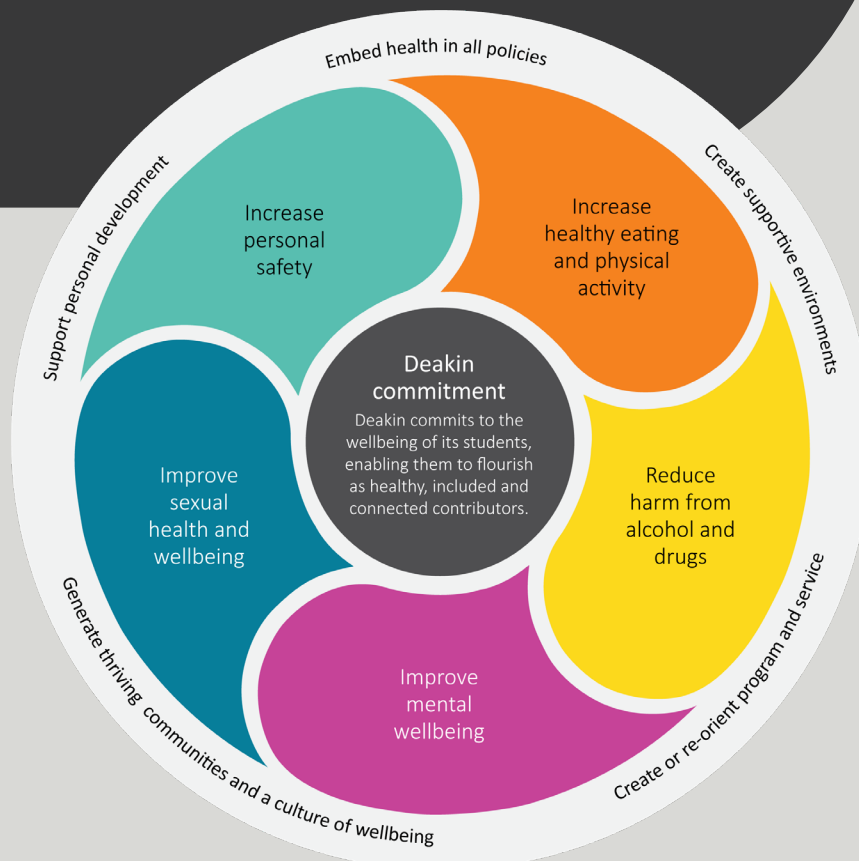 Embed health in all policies
Create supportive environments
Create or re-orient program and service
Generate thriving communities and a culture of wellbeing
Support personal development
Increase
personal
safety
Increase
healthy eating
and physical
activity
Deakin
commitment
Deakin commits to the
wellbeing of its students,
enabling them to flourish
as healthy, included and
connected contributors.
Improve
sexual
health and
wellbeing
Reduce
harm from
alcohol and
drugs
Improve
mental
wellbeing